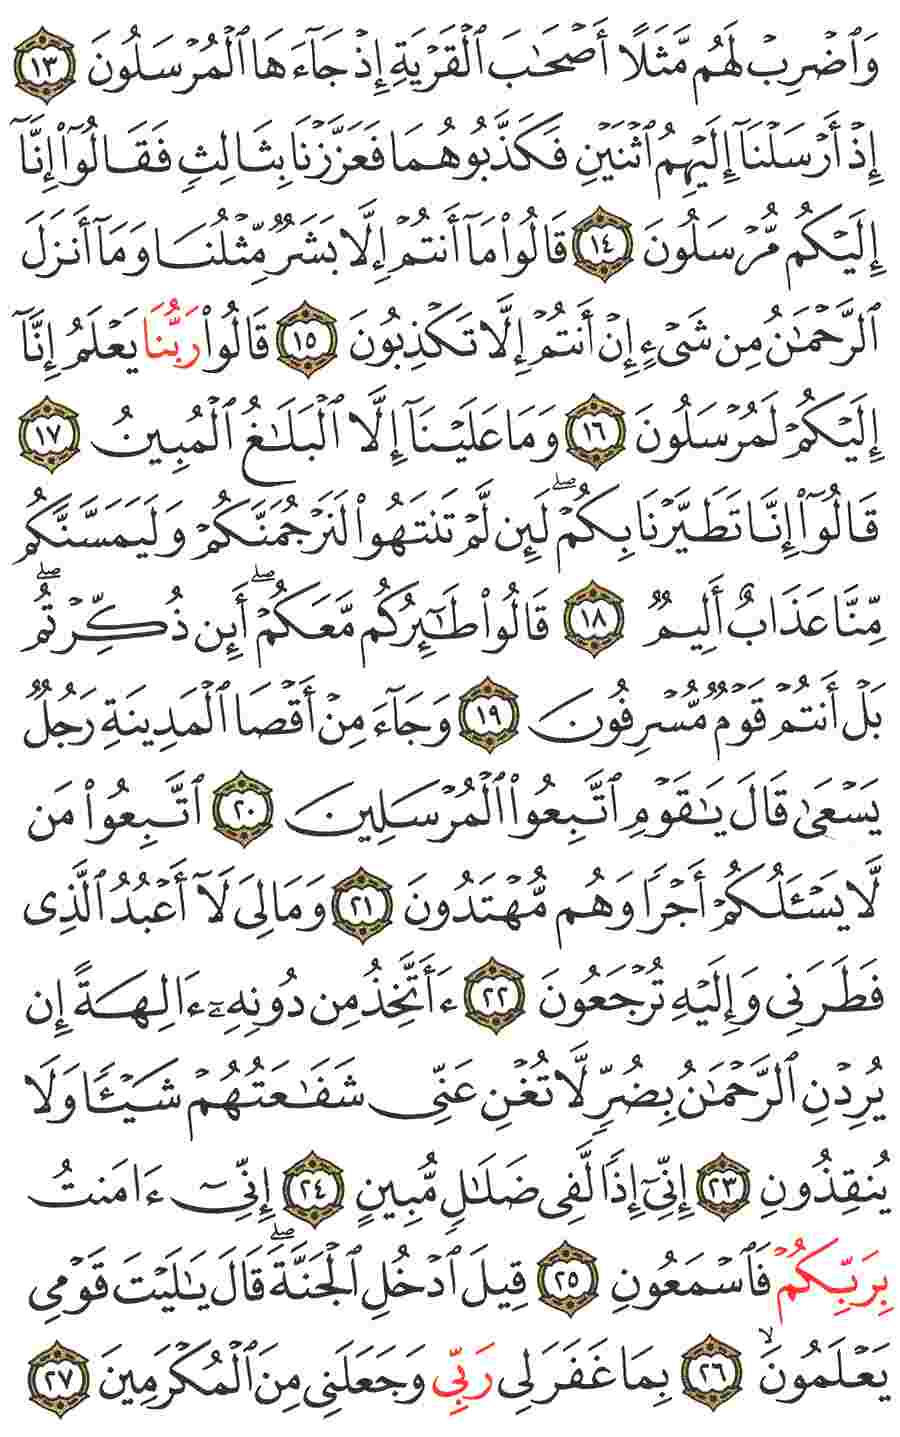 وَٱضۡرِبۡ لَهُم مَّثَلًا أَصۡحَٰبَ ٱلۡقَرۡيَةِ إِذۡ جَآءَهَا ٱلۡمُرۡسَلُونَ ١٣
إِذۡ أَرۡسَلۡنَآ إِلَيۡهِمُ ٱثۡنَيۡنِ فَكَذَّبُوهُمَا فَعَزَّزۡنَا بِثَالِثٖ فَقَالُوٓاْ إِنَّآ
إِلَيۡكُم مُّرۡسَلُونَ ١٤ قَالُواْ مَآ أَنتُمۡ إِلَّا بَشَرٞ مِّثۡلُنَا وَمَآ أَنزَلَ
ٱلرَّحۡمَٰنُ مِن شَيۡءٍ إِنۡ أَنتُمۡ إِلَّا تَكۡذِبُونَ ١٥ قَالُواْ رَبُّنَا يَعۡلَمُ إِنَّآ
إِلَيۡكُمۡ لَمُرۡسَلُونَ ١٦ وَمَا عَلَيۡنَآ إِلَّا ٱلۡبَلَٰغُ ٱلۡمُبِينُ ١٧
قَالُوٓاْ إِنَّا تَطَيَّرۡنَا بِكُمۡۖ لَئِن لَّمۡ تَنتَهُواْ لَنَرۡجُمَنَّكُمۡ وَلَيَمَسَّنَّكُم
مِّنَّا عَذَابٌ أَلِيمٞ ١٨ قَالُواْ طَٰٓئِرُكُم مَّعَكُمۡۖ أَئِن ذُكِّرۡتُمۖ
بَلۡ أَنتُمۡ قَوۡمٞ مُّسۡرِفُونَ ١٩ وَجَآءَ مِنۡ أَقۡصَا ٱلۡمَدِينَةِ رَجُلٞ
يَسۡعَىٰ قَالَ يَٰقَوۡمِ ٱتَّبِعُواْ ٱلۡمُرۡسَلِينَ ٢٠ ٱتَّبِعُواْ مَن
لَّا يَسۡـَٔلُكُمۡ أَجۡرٗا وَهُم مُّهۡتَدُونَ ٢١ وَمَالِيَ لَآ أَعۡبُدُ ٱلَّذِي
فَطَرَنِي وَإِلَيۡهِ تُرۡجَعُونَ ٢٢ ءَأَتَّخِذُ مِن دُونِهِۦٓ ءَالِهَةً إِن
يُرِدۡنِ ٱلرَّحۡمَٰنُ بِضُرّٖ لَّا تُغۡنِ عَنِّي شَفَٰعَتُهُمۡ شَيۡـٔٗا وَلَا
يُنقِذُونِ ٢٣ إِنِّيٓ إِذٗا لَّفِي ضَلَٰلٖ مُّبِينٍ ٢٤ إِنِّيٓ ءَامَنتُ
بِرَبِّكُمۡ فَٱسۡمَعُونِ ٢٥ قِيلَ ٱدۡخُلِ ٱلۡجَنَّةَۖ قَالَ يَٰلَيۡتَ قَوۡمِي
يَعۡلَمُونَۙ ٢٦ بِمَا غَفَرَ لِي رَبِّي وَجَعَلَنِي مِنَ ٱلۡمُكۡرَمِينَ ٢٧